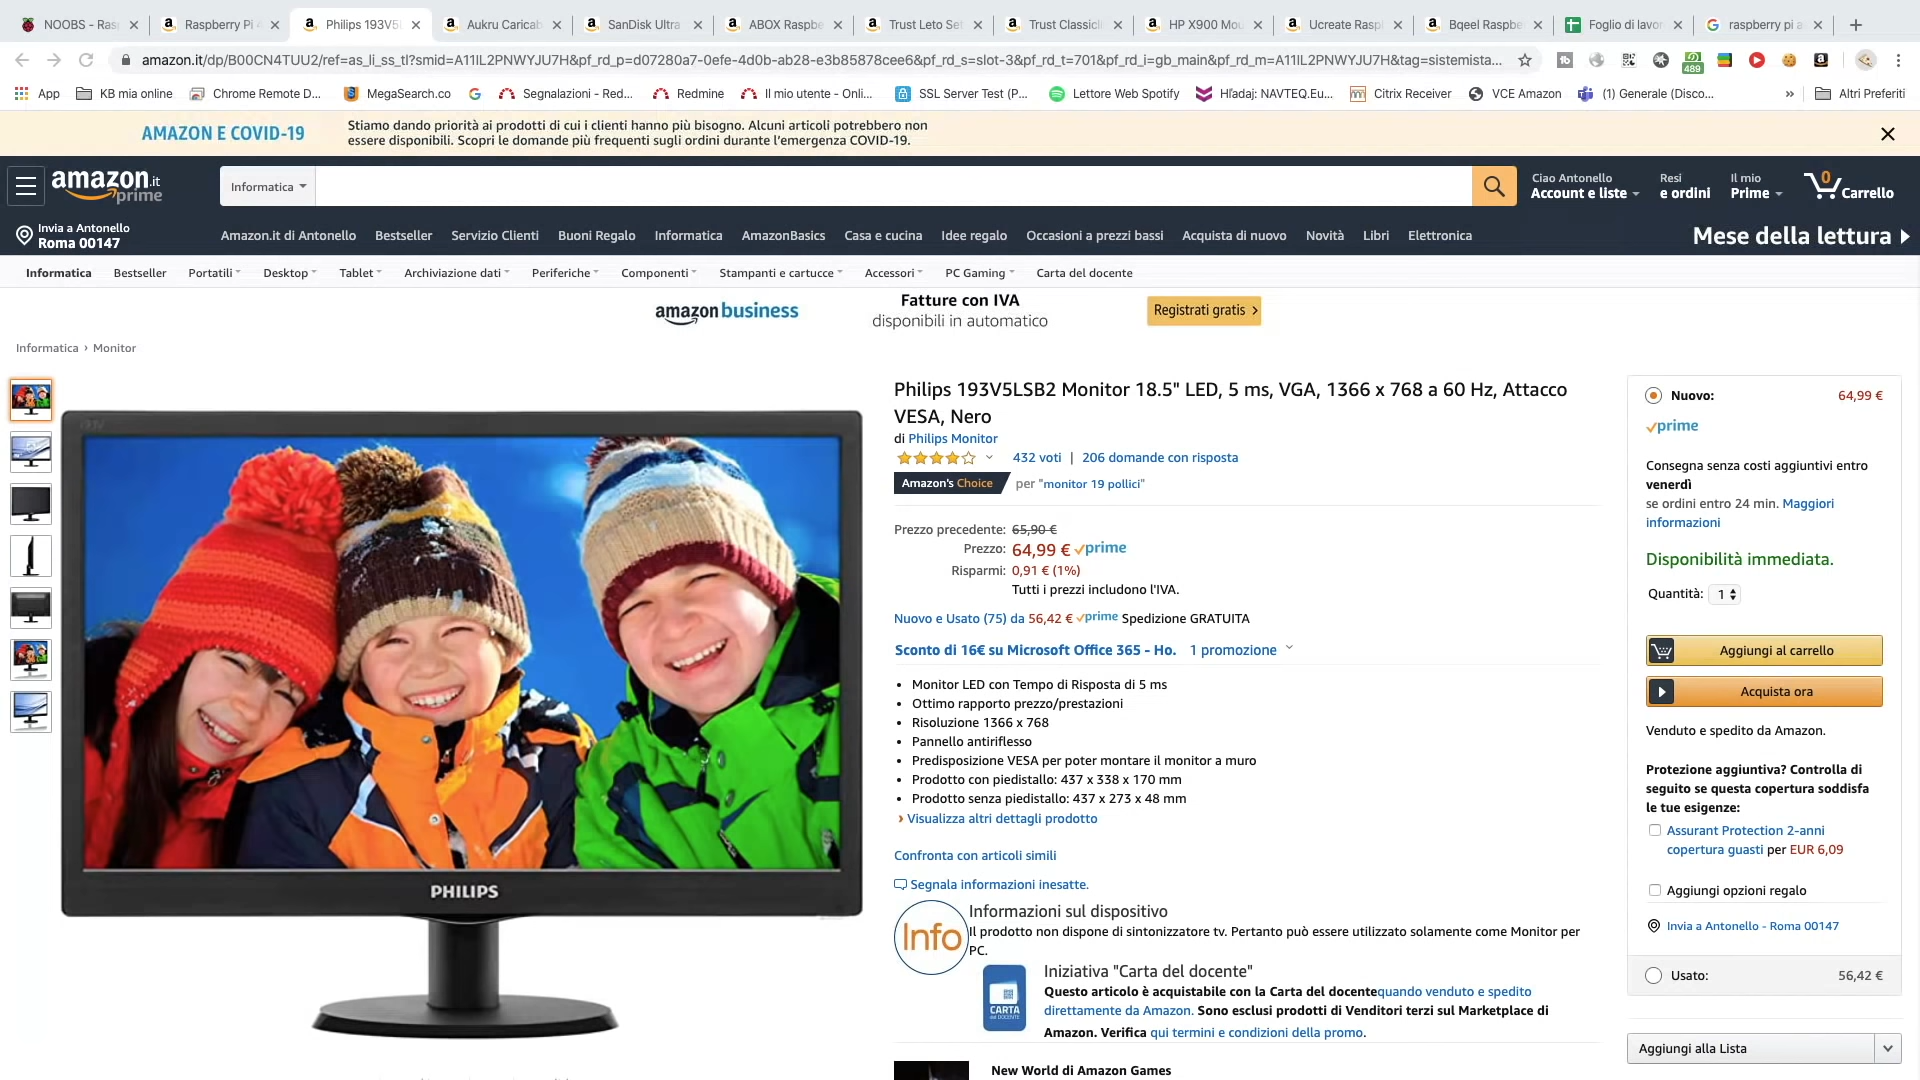 NOOBS - Rasp
Raspberry Pi 4
Philips 193V5L
Aukru Caricab
SanDisk Ultra
ABOX Raspbe
Trust Leto Set
Trust Classicli
HP X900 Mou
Ucreate Raspb
Bqeel Raspbe
Foglio di lavor
raspberry pi a
amazon.it/dp/B00CN4TUU2/ref=as_li_ss_tl?smid=A11IL2PNWYJU7H&pf_rd_p=d07280a7-0efe-4d0b-ab28-e3b85878cee6&pf_rd_s=slot-3&pf_rd_t=701&pf_rd_i=gb_main&pf_rd_m=A11IL2PNWYJU7H&tag=sistemista...
489
App KB mia online Chrome Remote D... MegaSearch.co Segnalazioni - Red... Redmine Il mio utente - Onli... SSL Server Test (P... Lettore Web Spotify Hľadaj: NAVTEQ.Eu... Citrix Receiver VCE Amazon (1) Generale (Disco... » Altri Preferiti
AMAZON E COVID-19
Stiamo dando priorità ai prodotti di cui i clienti hanno più bisogno. Alcuni articoli potrebbero non
essere disponibili. Scopri le domande più frequenti sugli ordini durante l'emergenza COVID-19.
amazon.it
prime
Informatica
Ciao Antonello
Account e liste
Resi
e ordini
Il mio
Prime
0
Carrello
Invia a Antonello
Roma 00147
Amazon.it di Antonello Bestseller Servizio Clienti Buoni Regalo Informatica AmazonBasics Casa e cucina Idee regalo Occasioni a prezzi bassi Acquista di nuovo Novità Libri Elettronica
Mese della lettura
Informatica Bestseller Portatili Desktop Tablet Archiviazione dati Periferiche Componenti Stampanti e cartucce Accessori PC Gaming Carta del docente
amazon business
Fatture con IVA
disponibili in automatico
Registrati gratis ›
Informatica › Monitor
PHILIPS
Philips 193V5LSB2 Monitor 18.5" LED, 5 ms, VGA, 1366 x 768 a 60 Hz, Attacco
VESA, Nero
di Philips Monitor
432 voti | 206 domande con risposta
Amazon's Choice per "monitor 19 pollici"
Prezzo precedente: 65,90 €
Prezzo: 64,99 € prime
Risparmi: 0,91 € (1%)
Tutti i prezzi includono l'IVA.
Nuovo e Usato (75) da 56,42 € prime Spedizione GRATUITA
Sconto di 16€ su Microsoft Office 365 - Ho. 1 promozione
• Monitor LED con Tempo di Risposta di 5 ms
• Ottimo rapporto prezzo/prestazioni
• Risoluzione 1366 x 768
• Pannello antiriflesso
• Predisposizione VESA per poter montare il monitor a muro
• Prodotto con piedistallo: 437 x 338 x 170 mm
• Prodotto senza piedistallo: 437 x 273 x 48 mm
› Visualizza altri dettagli prodotto
Confronta con articoli simili
Segnala informazioni inesatte.
Info
Informazioni sul dispositivo
Il prodotto non dispone di sintonizzatore tv. Pertanto può essere utilizzato solamente come Monitor per
PC.
CARTA
del DOCENTE
Iniziativa "Carta del docente"
Questo articolo è acquistabile con la Carta del docentequando venduto e spedito
direttamente da Amazon. Sono esclusi prodotti di Venditori terzi sul Marketplace di
Amazon. Verifica qui termini e condizioni della promo.
New World di Amazon Games
Nuovo: 64,99 €
prime
Consegna senza costi aggiuntivi entro
venerdì
se ordini entro 24 min. Maggiori
informazioni
Disponibilità immediata.
Quantità: 1
Aggiungi al carrello
Acquista ora
Venduto e spedito da Amazon.
Protezione aggiuntiva? Controlla di
seguito se questa copertura soddisfa
le tue esigenze:
Assurant Protection 2-anni
copertura guasti per EUR 6,09
Aggiungi opzioni regalo
Invia a Antonello - Roma 00147
Usato: 56,42 €
Aggiungi alla Lista